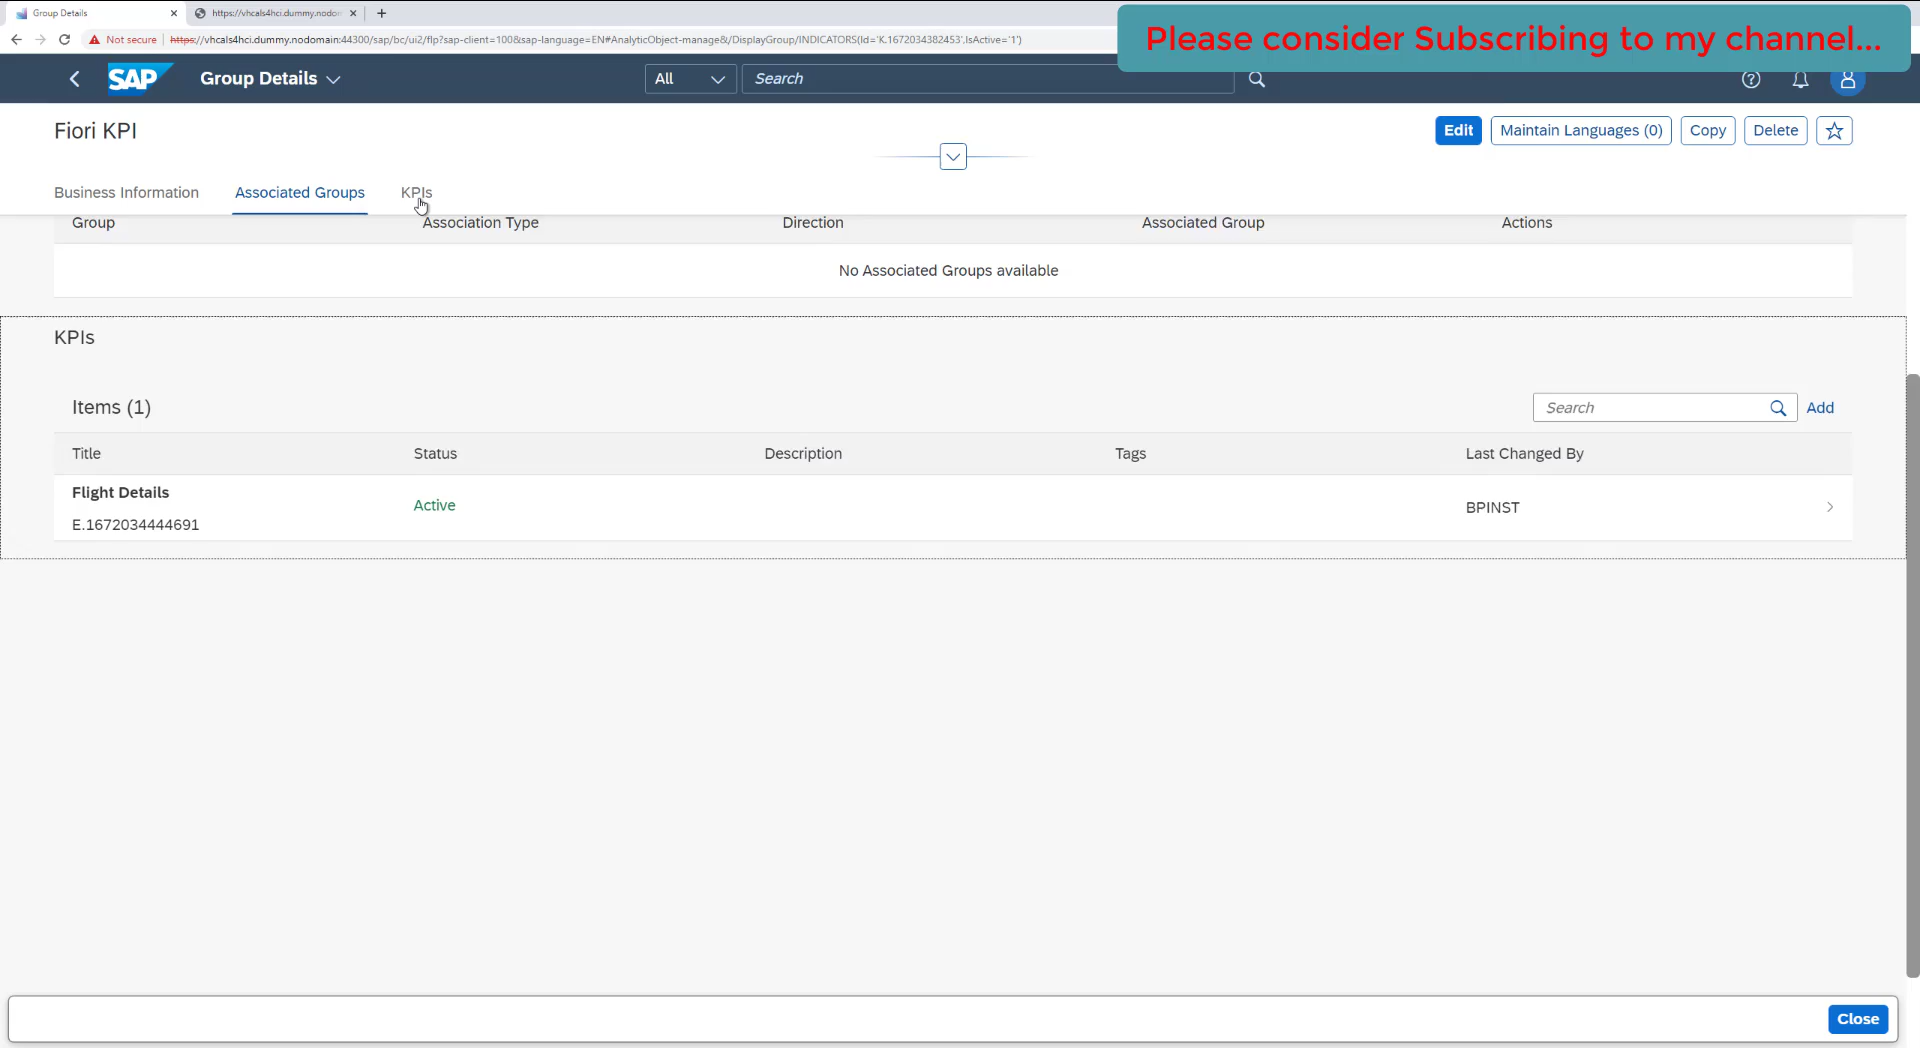 Group Details
https://vhcals4hci.dummy.nodon
Please consider Subscribing to my channel...
Not secure
https://vhcals4hci.dummy.nodomain:44300/sap/bc/ui2/flp?sap-client=100&sap-language=EN#AnalyticObject-manage&/DisplayGroup/INDICATORS(Id='K.1672034382453',IsActive='1')
SAP
Group Details
All
Search
Fiori KPI
Edit
Maintain Languages (0)
Copy
Delete
Business Information
Associated Groups
KPIs
Group
Association Type
Direction
Associated Group
Actions
No Associated Groups available
KPIs
Items (1)
Search
Add
Title
Status
Description
Tags
Last Changed By
Flight Details
E.1672034444691
Active
BPINST
Close